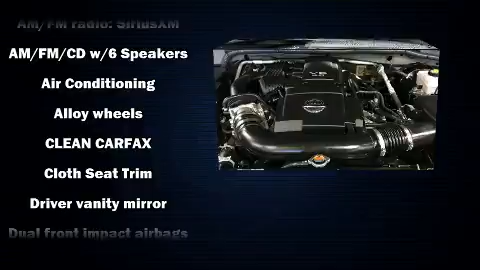 AM/FM radio: SiriusXM
AM/FM/CD w/6 Speakers
Air Conditioning
Alloy wheels
CLEAN CARFAX
Cloth Seat Trim
Driver vanity mirror
Dual front impact airbags